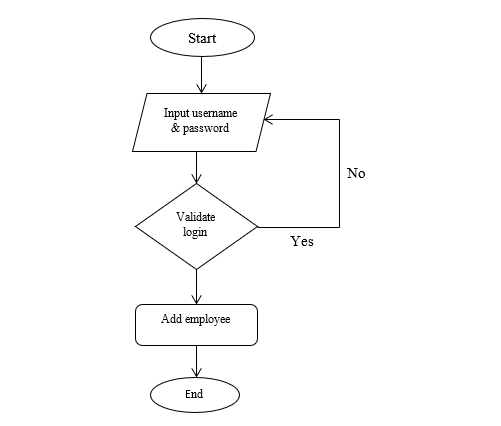 Start
Input username
& password
No
Validate
login
Yes
Add employee
End